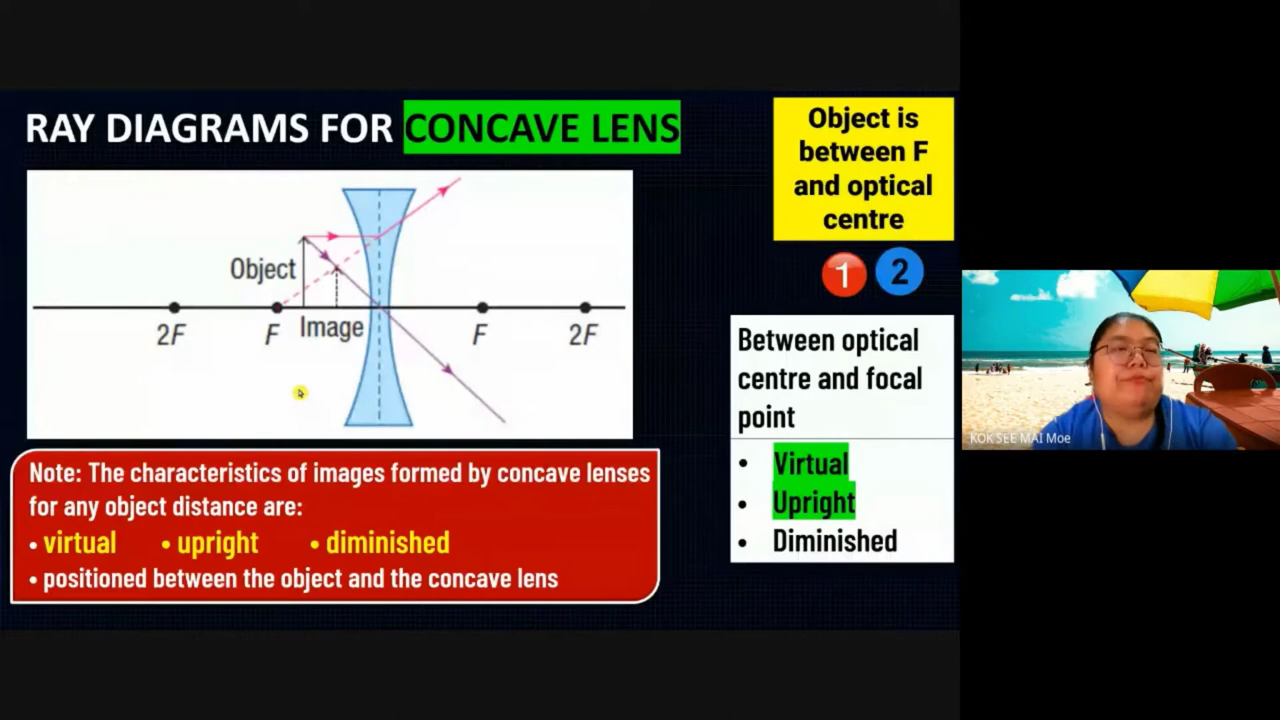 RAY DIAGRAMS FOR CONCAVE LENS
Object is
between F
and optical
centre
1 2
Object
2F F Image F 2F
Between optical
centre and focal
point
• Virtual
• Upright
• Diminished
Note: The characteristics of images formed by concave lenses
for any object distance are:
• virtual • upright • diminished
• positioned between the object and the concave lens
KOK SEE MAI Moe